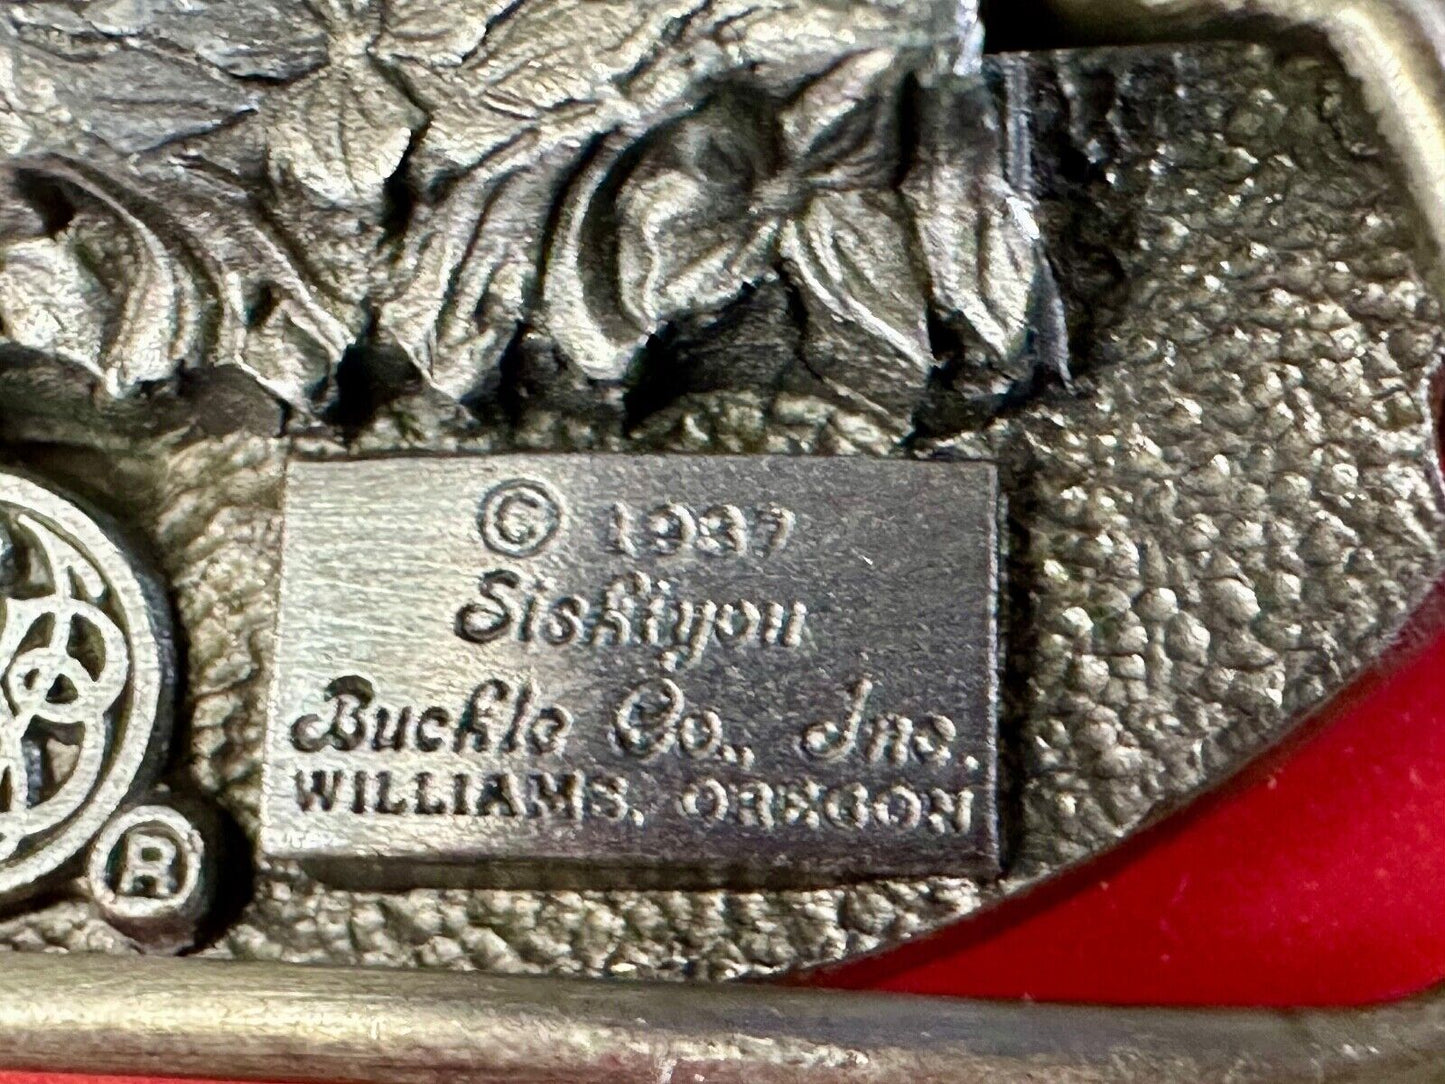 © 1987
Siskiyou
Buckle Co., Inc.
WILLIAMS, OREGON
®